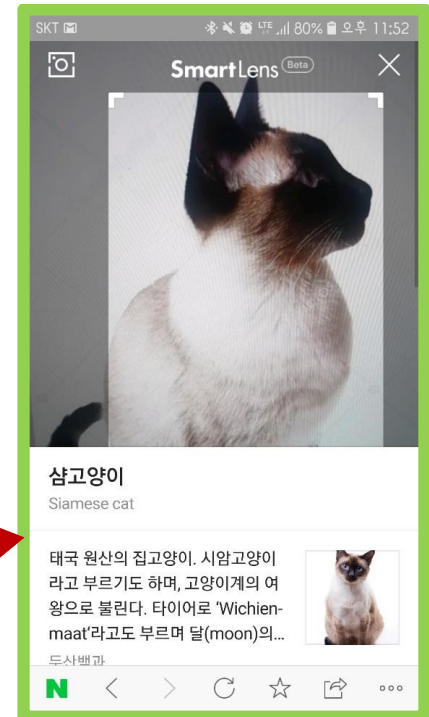 SKT LTE 80% 오후 11:52
SmartLens Beta
샴고양이
Siamese cat
태국 원산의 집고양이. 시암고양이
라고 부르기도 하며, 고양이계의 여
왕으로 불린다. 타이어로 ‘Wichien-
maat‘라고도 부르며 달(moon)의...
두산백과
N